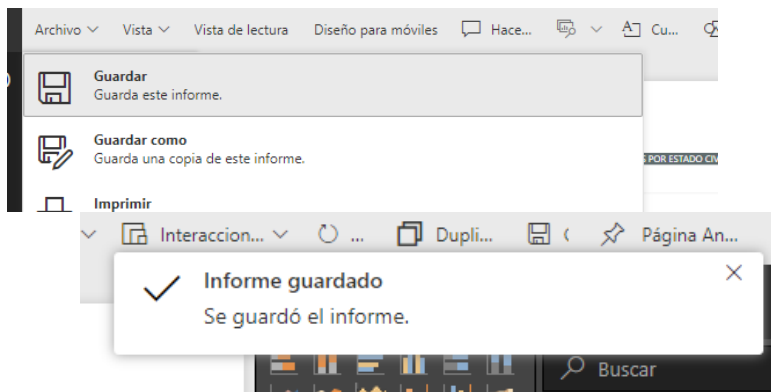 Archivo Vista Vista de lectura Diseño para móviles Hace... Cu...
Guardar
Guarda este informe.
Guardar como
Guarda una copia de este informe.
POR ESTADO
Imprimir
Interaccion... ... Dupli... Página An...
Informe guardado
Se guardó el informe.
Buscar